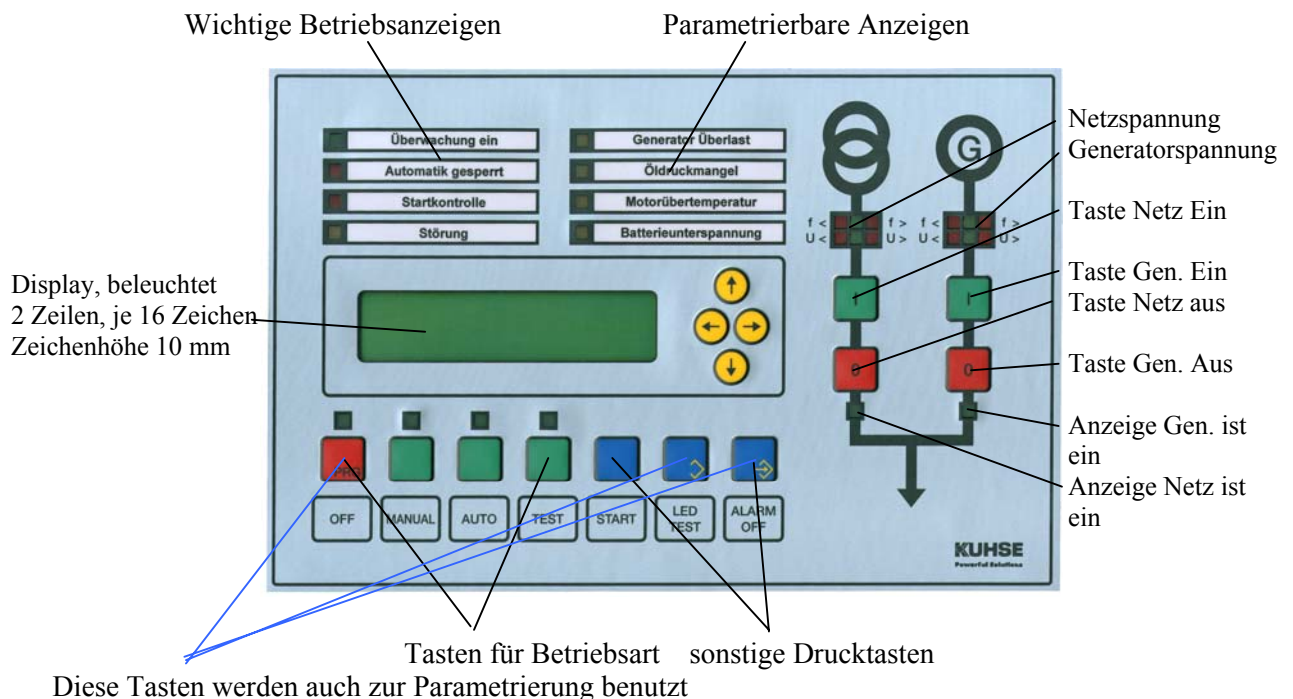 Wichtige Betriebsanzeigen
Parametrierbare Anzeigen
Überwachung ein
Automatik gesperrt
Startkontrolle
Störung
Generator Überlast
Öldruckmangel
Motorübertemperatur
Batterieunterspannung
G
f < f > f < f >
U < U > U < U >
I I
0 0
Netzspannung
Generatorspannung
Taste Netz Ein
Taste Gen. Ein
Taste Netz aus
Taste Gen. Aus
Anzeige Gen. ist
ein
Anzeige Netz ist
ein
Display, beleuchtet
2 Zeilen, je 16 Zeichen
Zeichenhöhe 10 mm
PRG
OFF
MANUAL
AUTO
TEST
START
LED
TEST
ALARM
OFF
KUHSE
Powerful Solutions
Tasten für Betriebsart
sonstige Drucktasten
Diese Tasten werden auch zur Parametrierung benutzt